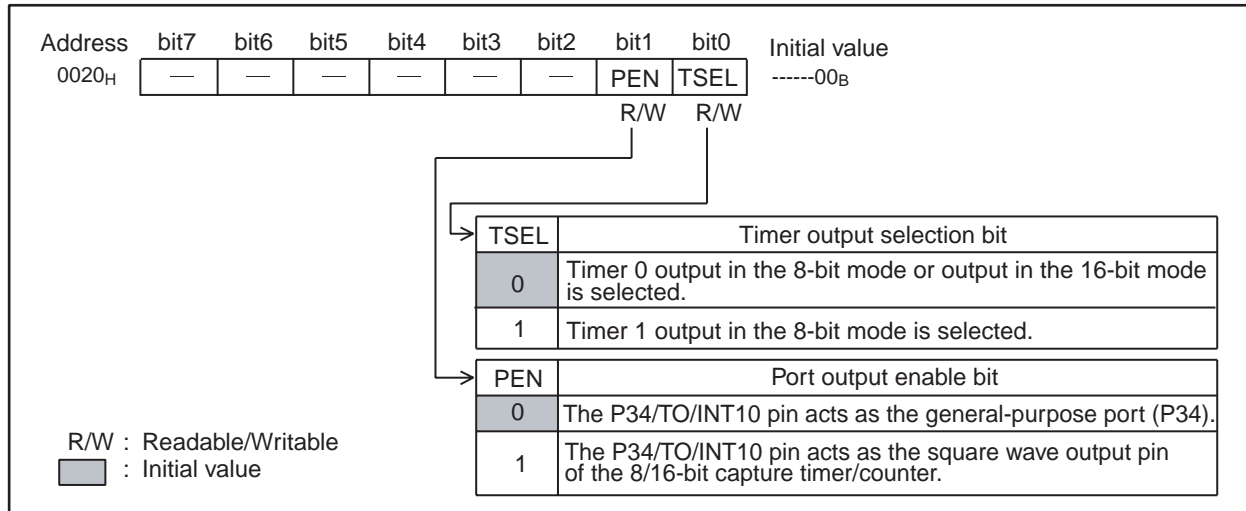 Address bit7 bit6 bit5 bit4 bit3 bit2 bit1 bit0 Initial value
0020H — — — — — — PEN TSEL ------00B
R/W R/W
TSEL Timer output selection bit
0 Timer 0 output in the 8-bit mode or output in the 16-bit mode
is selected.
1 Timer 1 output in the 8-bit mode is selected.
PEN Port output enable bit
0 The P34/TO/INT10 pin acts as the general-purpose port (P34).
1 The P34/TO/INT10 pin acts as the square wave output pin
of the 8/16-bit capture timer/counter.
R/W : Readable/Writable
: Initial value